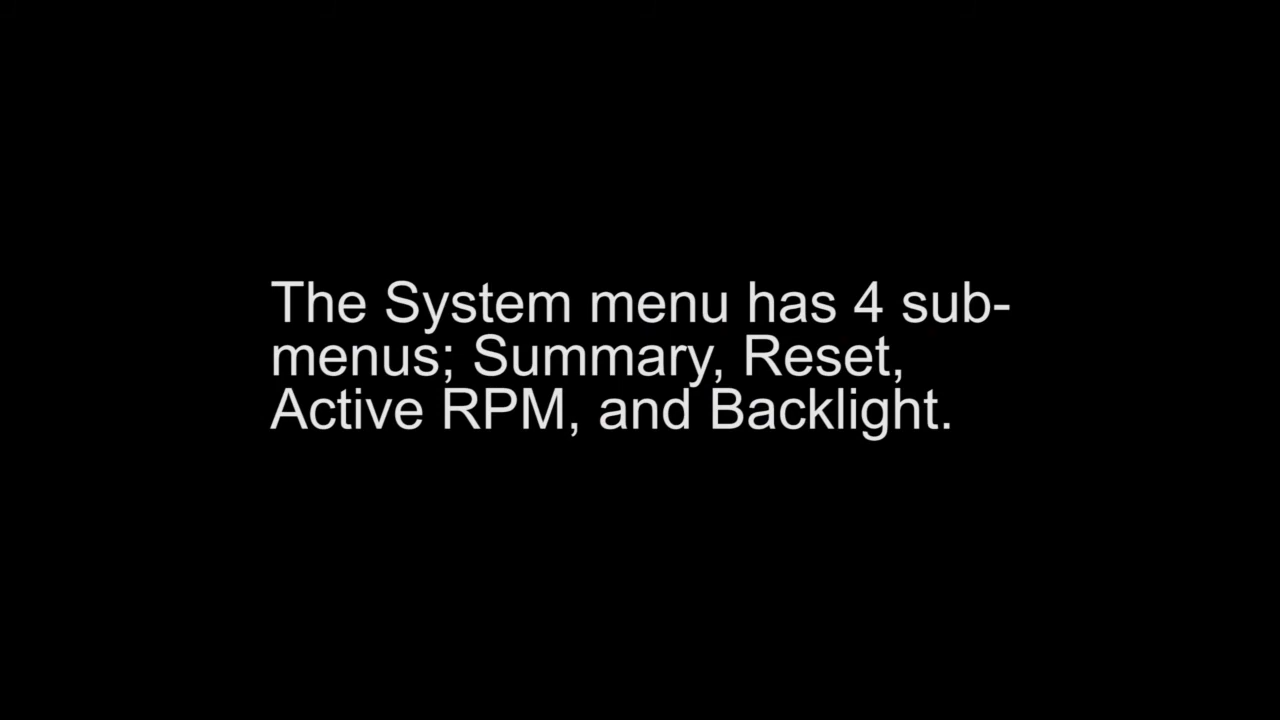 The System menu has 4 sub-
menus; Summary, Reset,
Active RPM, and Backlight.